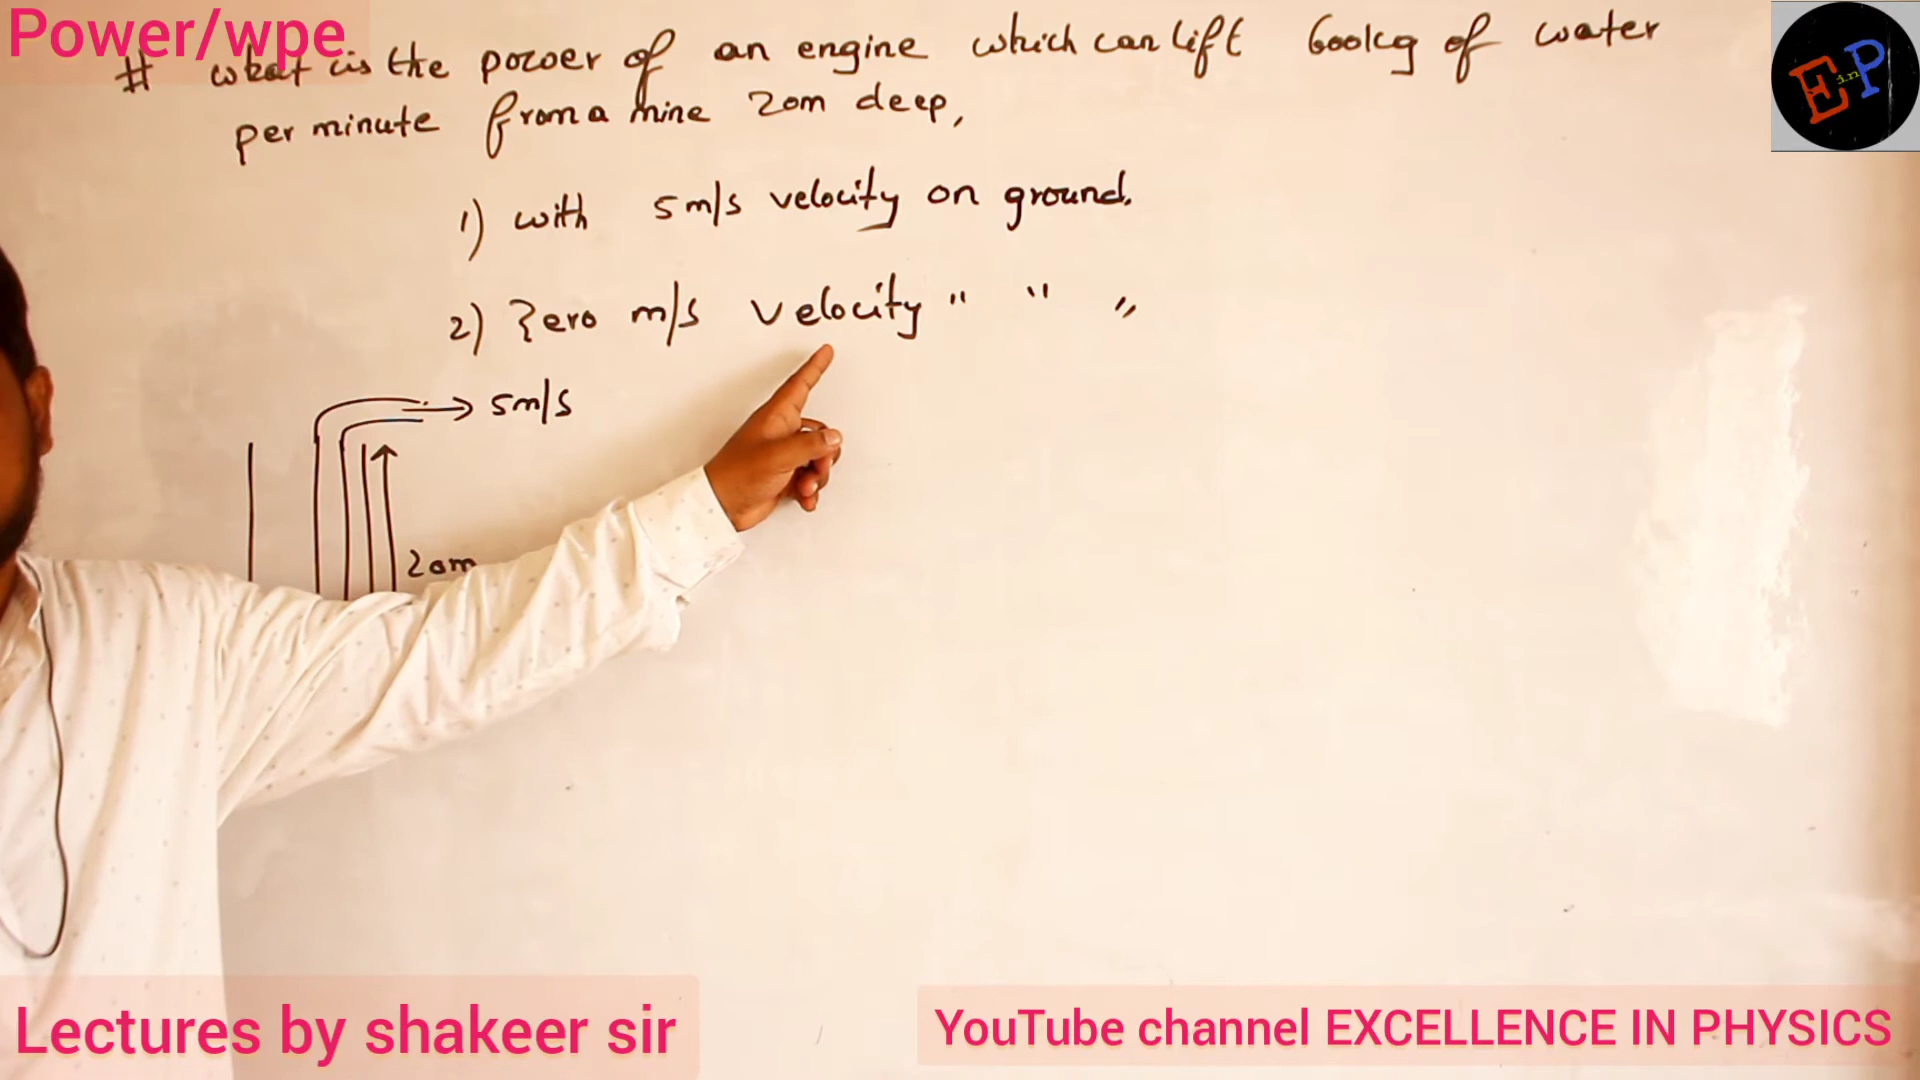 Power/wpe
# what is the power of an engine which can lift 600kg of water
per minute from a mine 20m deep,
1) with 5m/s velocity on ground.
2) Zero m/s velocity " " "
5m/s
20m
E in P
Lectures by shakeer sir
YouTube channel EXCELLENCE IN PHYSICS